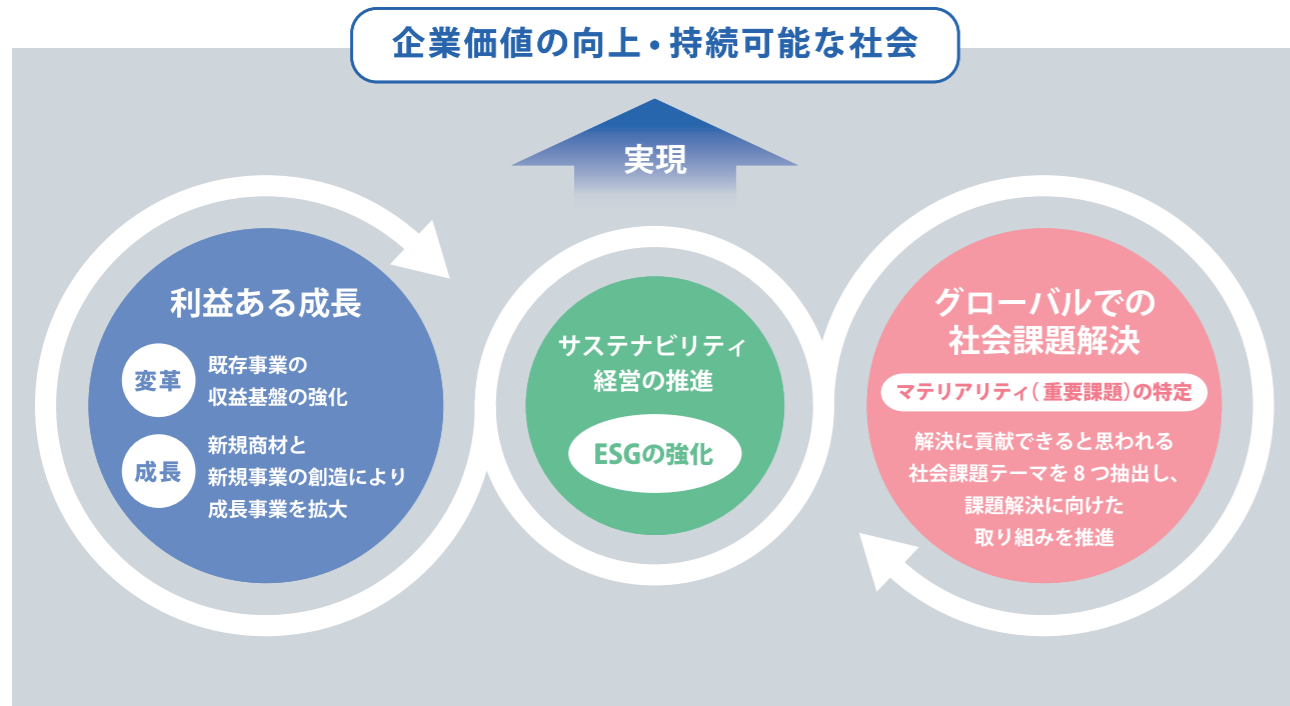 企業価値の向上・持続可能な社会
実現
利益ある成長
変革
既存事業の
収益基盤の強化
成長
新規商材と
新規事業の創造により
成長事業を拡大
サステナビリティ
経営の推進
ESGの強化
グローバルでの
社会課題解決
マテリアリティ（重要課題）の特定
解決に貢献できると思われる
社会課題テーマを8つ抽出し、
課題解決に向けた
取り組みを推進